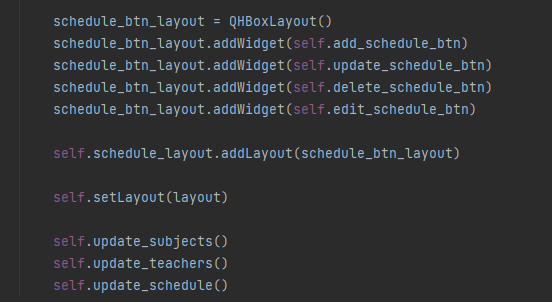 schedule_btn_layout = QHBoxLayout()
schedule_btn_layout.addWidget(self.add_schedule_btn)
schedule_btn_layout.addWidget(self.update_schedule_btn)
schedule_btn_layout.addWidget(self.delete_schedule_btn)
schedule_btn_layout.addWidget(self.edit_schedule_btn)
self.schedule_layout.addLayout(schedule_btn_layout)
self.setLayout(layout)
self.update_subjects()
self.update_teachers()
self.update_schedule()